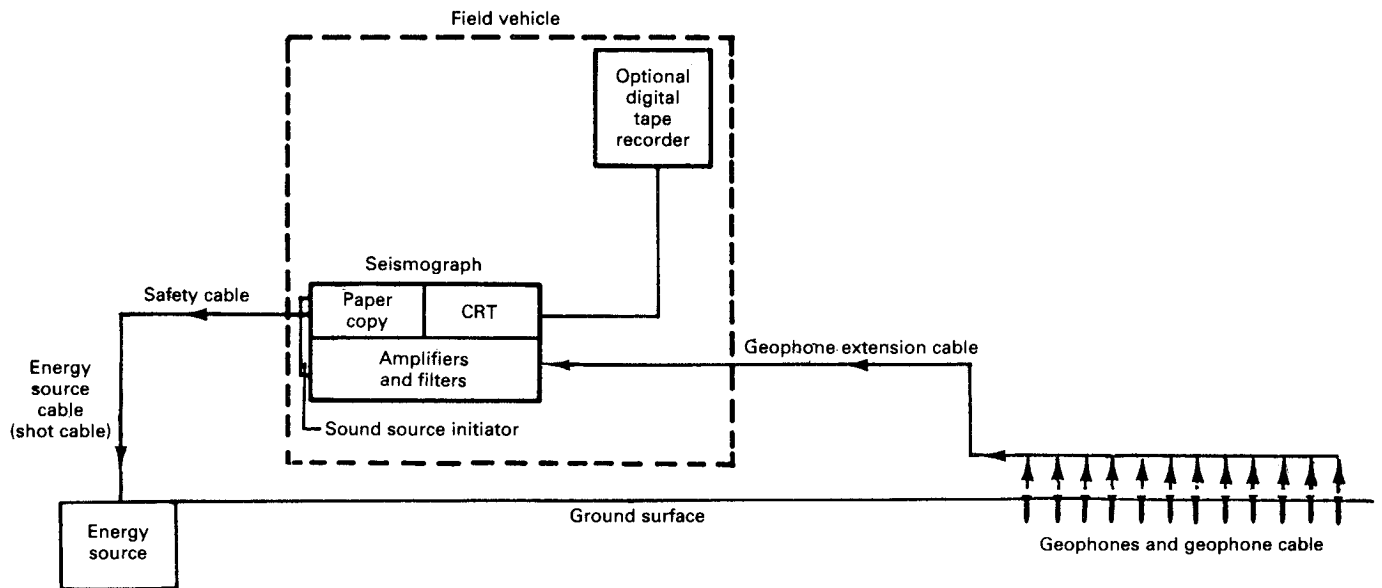 Field vehicle
Optional
digital
tape
recorder
Seismograph
Safety cable
Paper
copy
CRT
Geophone extension cable
Amplifiers
and filters
Energy
source
cable
(shot cable)
Sound source initiator
Ground surface
Energy
source
Geophones and geophone cable